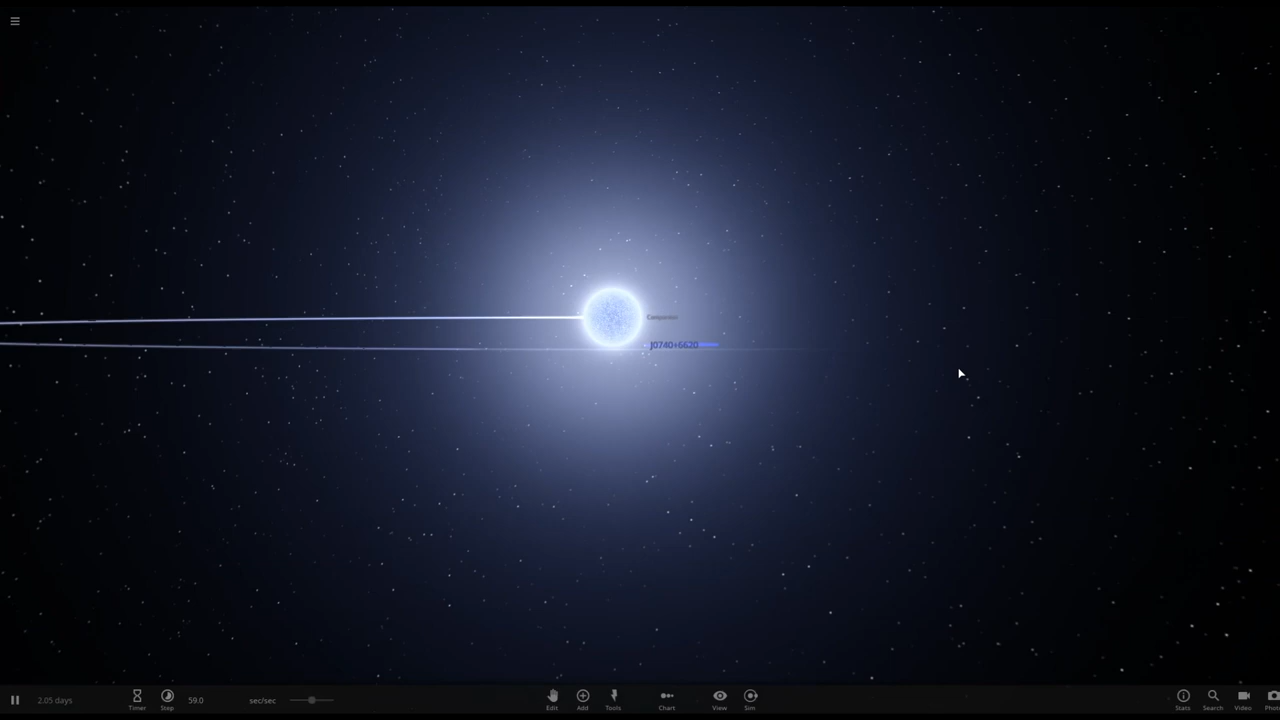 Companion
J0740+6620
2.05 days
Timer
Step
59.0
sec/sec
Edit
Add
Tools
Chart
View
Sim
Stats
Search
Video
Photo